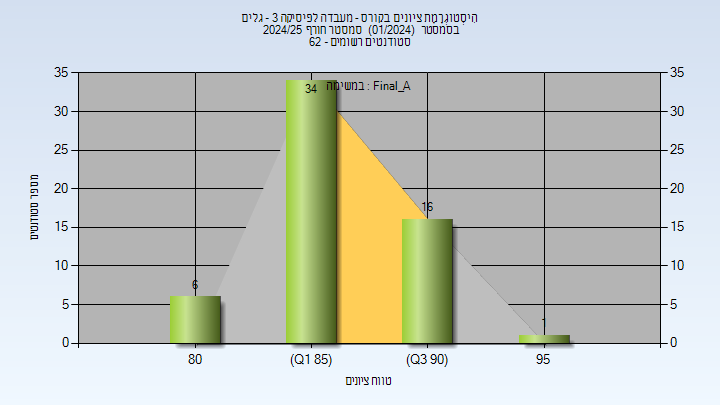 היסטוגרמת ציונים בקורס - מעבדה לפיסיקה 3 - גלים
בסמסטר (01/2024) סמסטר חורף 2024/25
סטודנטים רשומים - 62
במשימה : Final_A
35
30
25
20
15
10
5
0
מספר סטודנטים
35
30
25
20
15
10
5
0
6
34
16
1
80
(Q1 85)
(Q3 90)
95
טווח ציונים